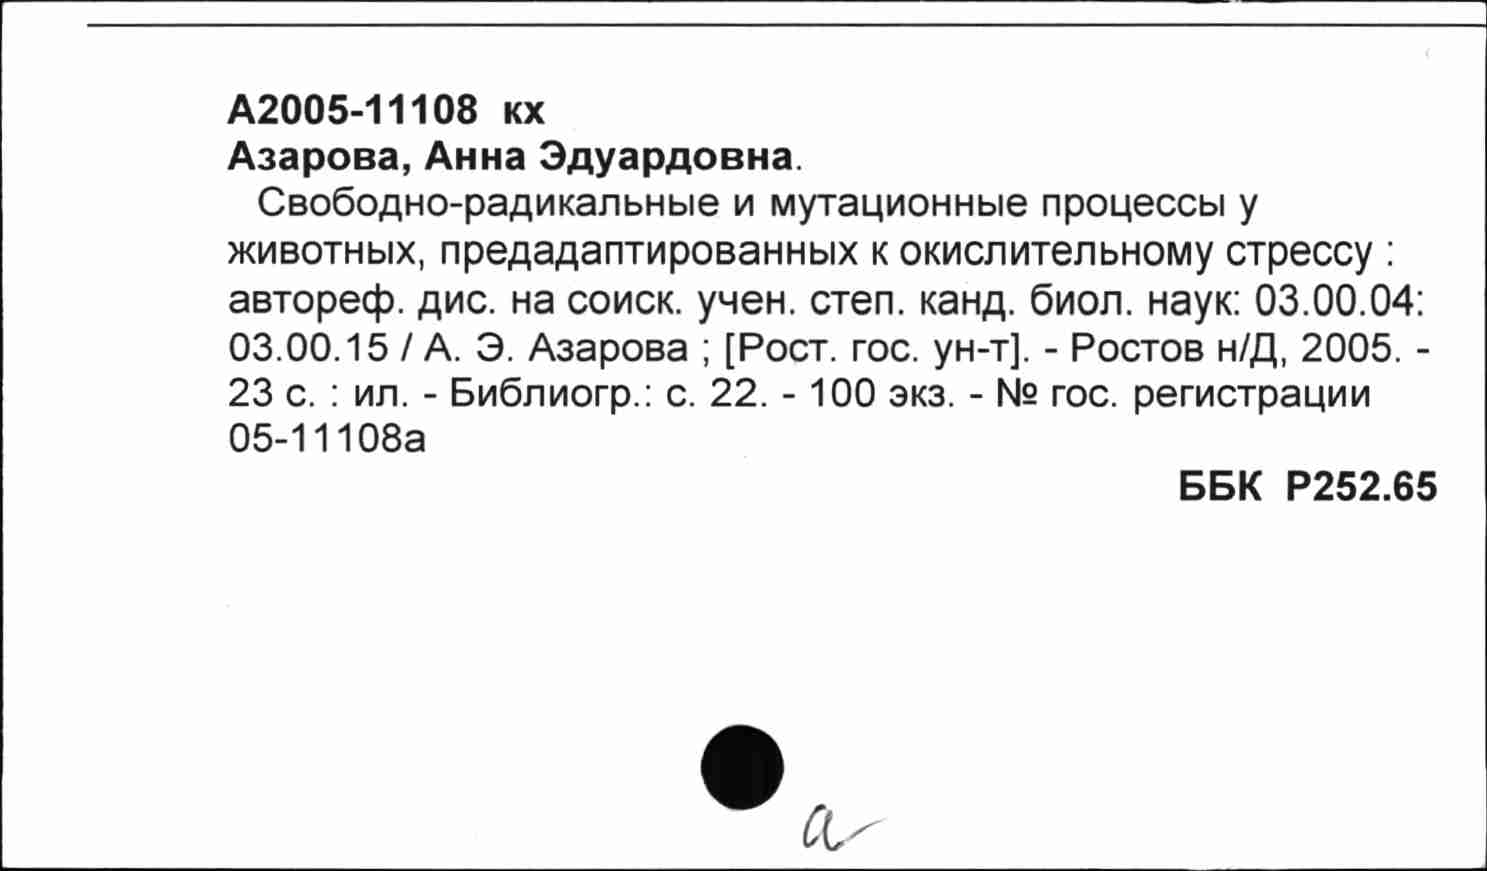 А2005-11108 кх
Азарова, Анна Эдуардовна.
Свободно-радикальные и мутационные процессы у
животных, предадаптированных к окислительному стрессу :
автореф. дис. на соиск. учен. степ. канд. биол. наук: 03.00.04:
03.00.15 / А. Э. Азарова ; [Рост. гос. ун-т]. - Ростов н/Д, 2005. -
23 с. : ил. - Библиогр.: с. 22. - 100 экз. - № гос. регистрации
05-11108а
ББК Р252.65
а